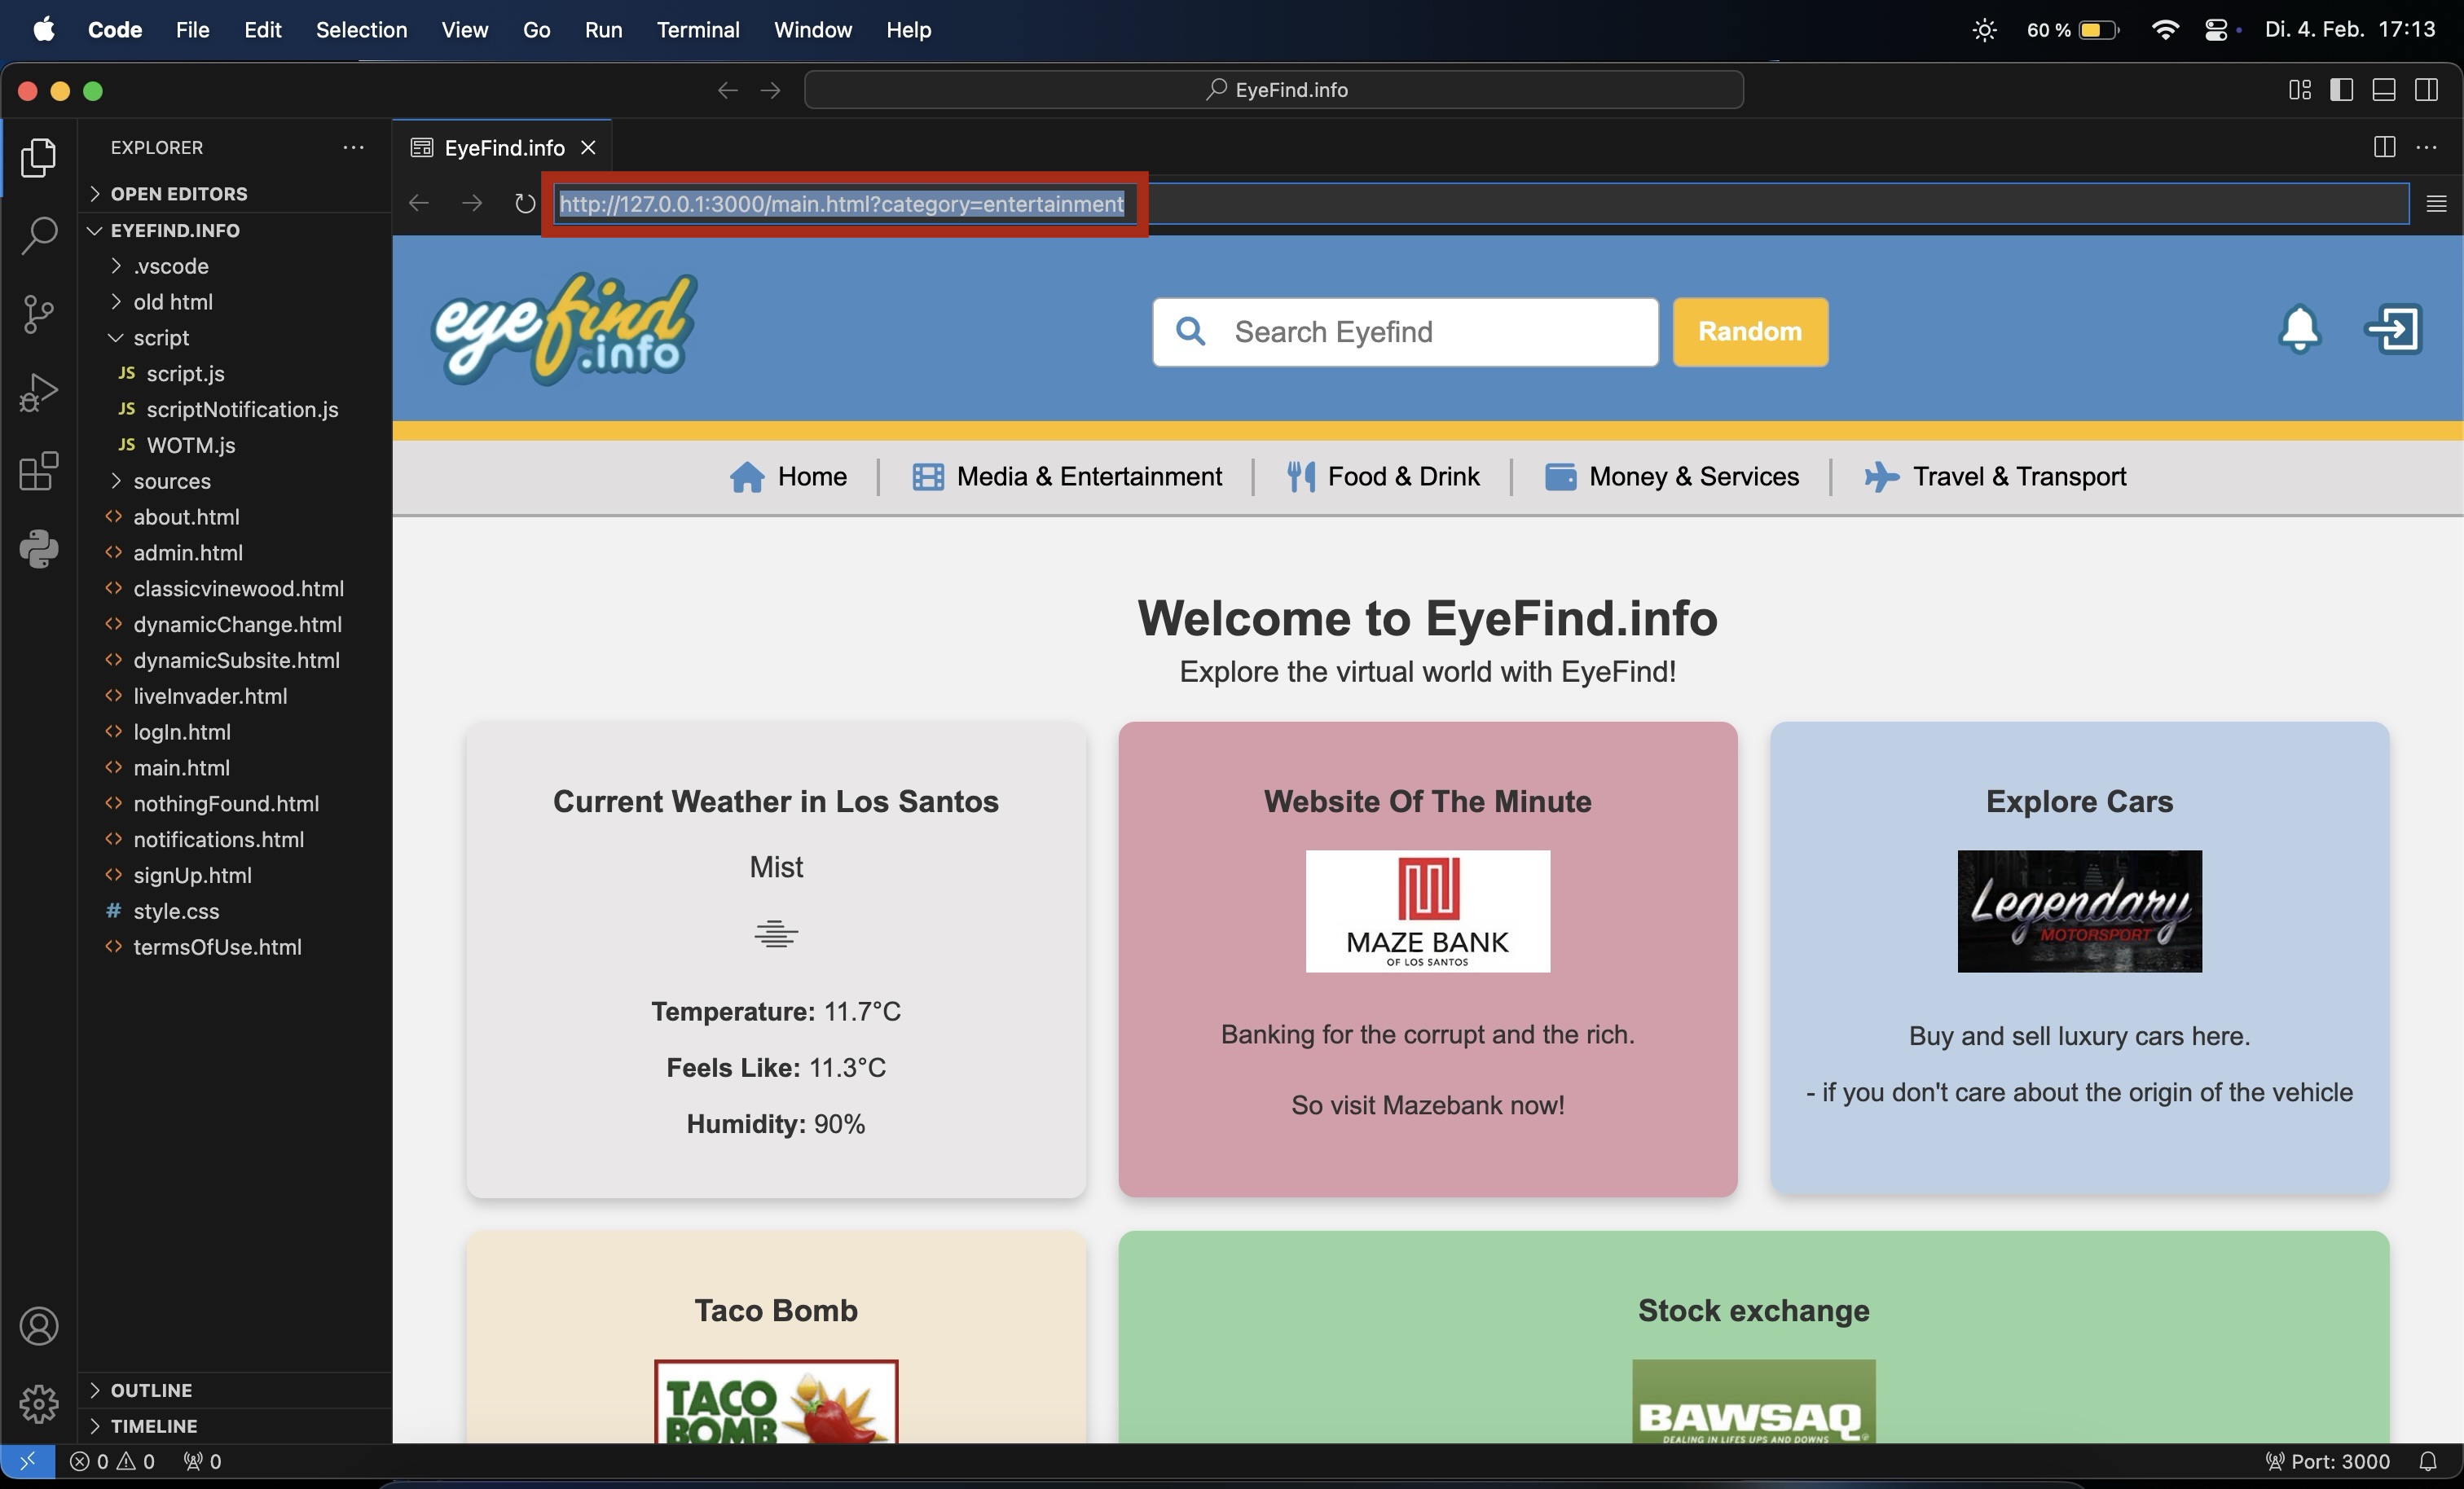 Code File Edit Selection View Go Run Terminal Window Help 60 % Di. 4. Feb. 17:13
EyeFind.info
EXPLORER
OPEN EDITORS
EYEFIND.INFO
.vscode
old html
script
JS script.js
JS scriptNotification.js
JS WOTM.js
sources
<> about.html
<> admin.html
<> classicvinewood.html
<> dynamicChange.html
<> dynamicSubsite.html
<> liveInvader.html
<> logIn.html
<> main.html
<> nothingFound.html
<> notifications.html
<> signUp.html
# style.css
<> termsOfUse.html
OUTLINE
TIMELINE
EyeFind.info
http://127.0.0.1:3000/main.html?category=entertainment
eyefind
.info
Search Eyefind
Random
Home Media & Entertainment Food & Drink Money & Services Travel & Transport
Welcome to EyeFind.info
Explore the virtual world with EyeFind!
Current Weather in Los Santos
Mist
Temperature: 11.7°C
Feels Like: 11.3°C
Humidity: 90%
Website Of The Minute
MAZE BANK
OF LOS SANTOS
Banking for the corrupt and the rich.
So visit Mazebank now!
Explore Cars
Legendary
MOTORSPORT
Buy and sell luxury cars here.
- if you don't care about the origin of the vehicle
Taco Bomb
TACO
BOMB
Stock exchange
BAWSAQ
DEALING IN LIFES UPS AND DOWNS
0 0 0
Port: 3000